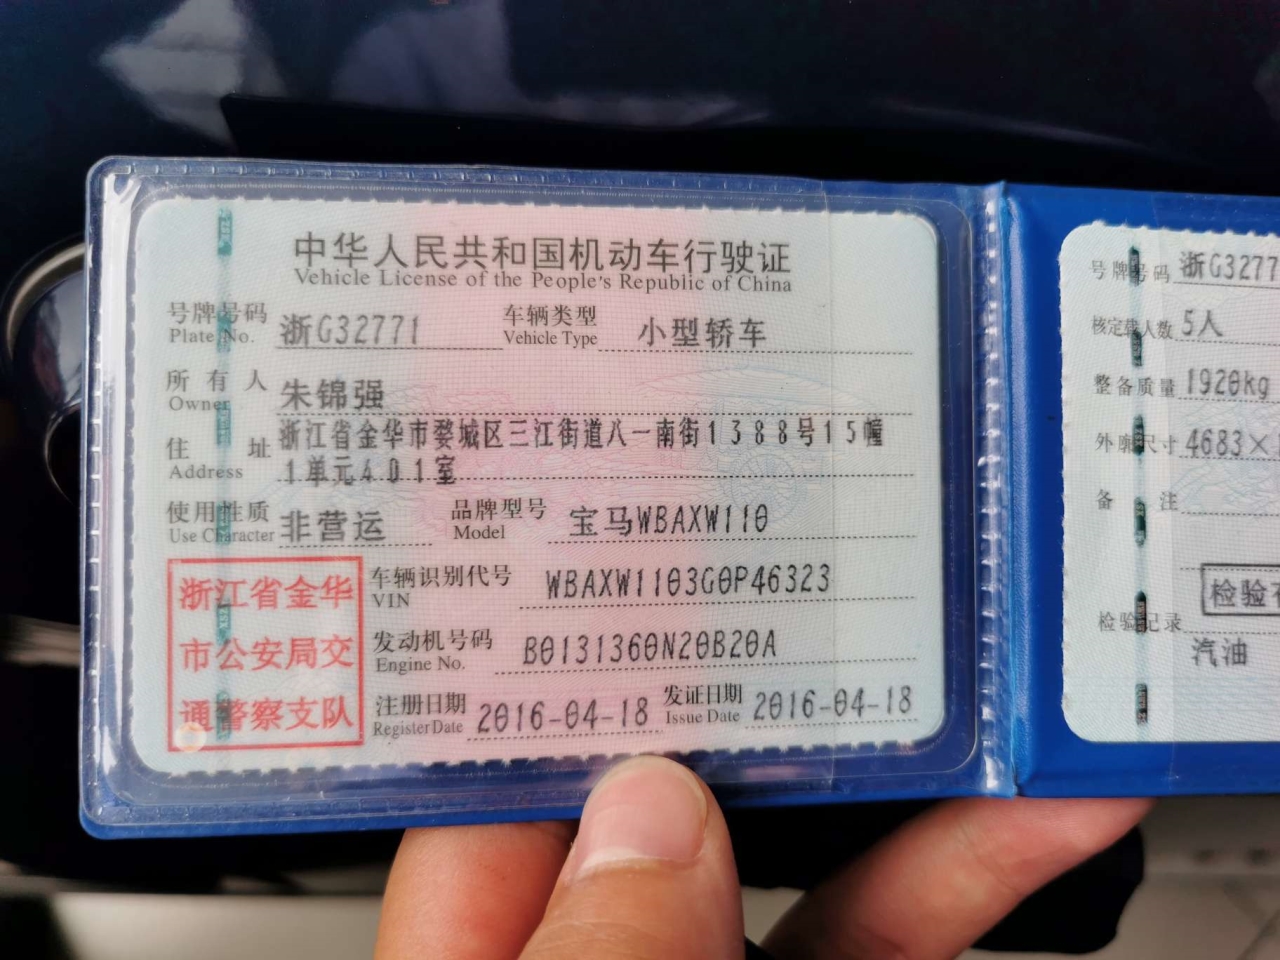 中华人民共和国机动车行驶证
Vehicle License of the People's Republic of China
号牌号码 浙G32771 车辆类型 小型轿车
Plate No. Vehicle Type
所有人 朱锦强
Owner
住址 浙江省金华市婺城区三江街道八一南街1388号15幢
Address 1单元401室
使用性质 非营运 品牌型号 宝马WBAXW110
Use Character Model
浙江省金华
市公安局交
通警察支队
车辆识别代号 WBAXW1103G0P46323
VIN
发动机号码 B0131360N20B20A
Engine No.
注册日期 2016-04-18 发证日期 2016-04-18
Register Date Issue Date
号牌号码 浙G3277
核定载人数 5人
整备质量 1920kg
外廓尺寸 4683×
备注
检验记录 检验
汽油